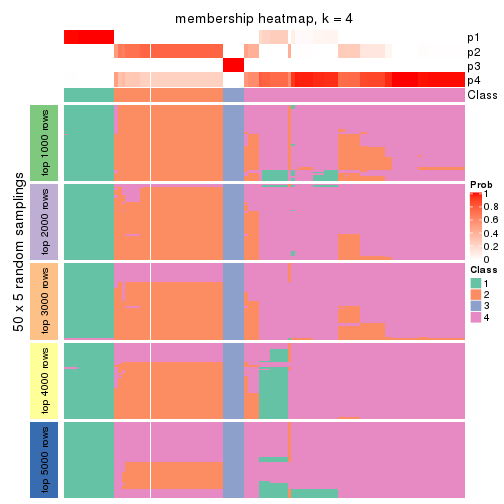 membership heatmap, k = 4
p1
p2
p3
p4
Class
50 x 5 random samplings
top 1000 rows
top 2000 rows
top 3000 rows
top 4000 rows
top 5000 rows
Prob
1
0.8
0.6
0.4
0.2
0
Class
1
2
3
4